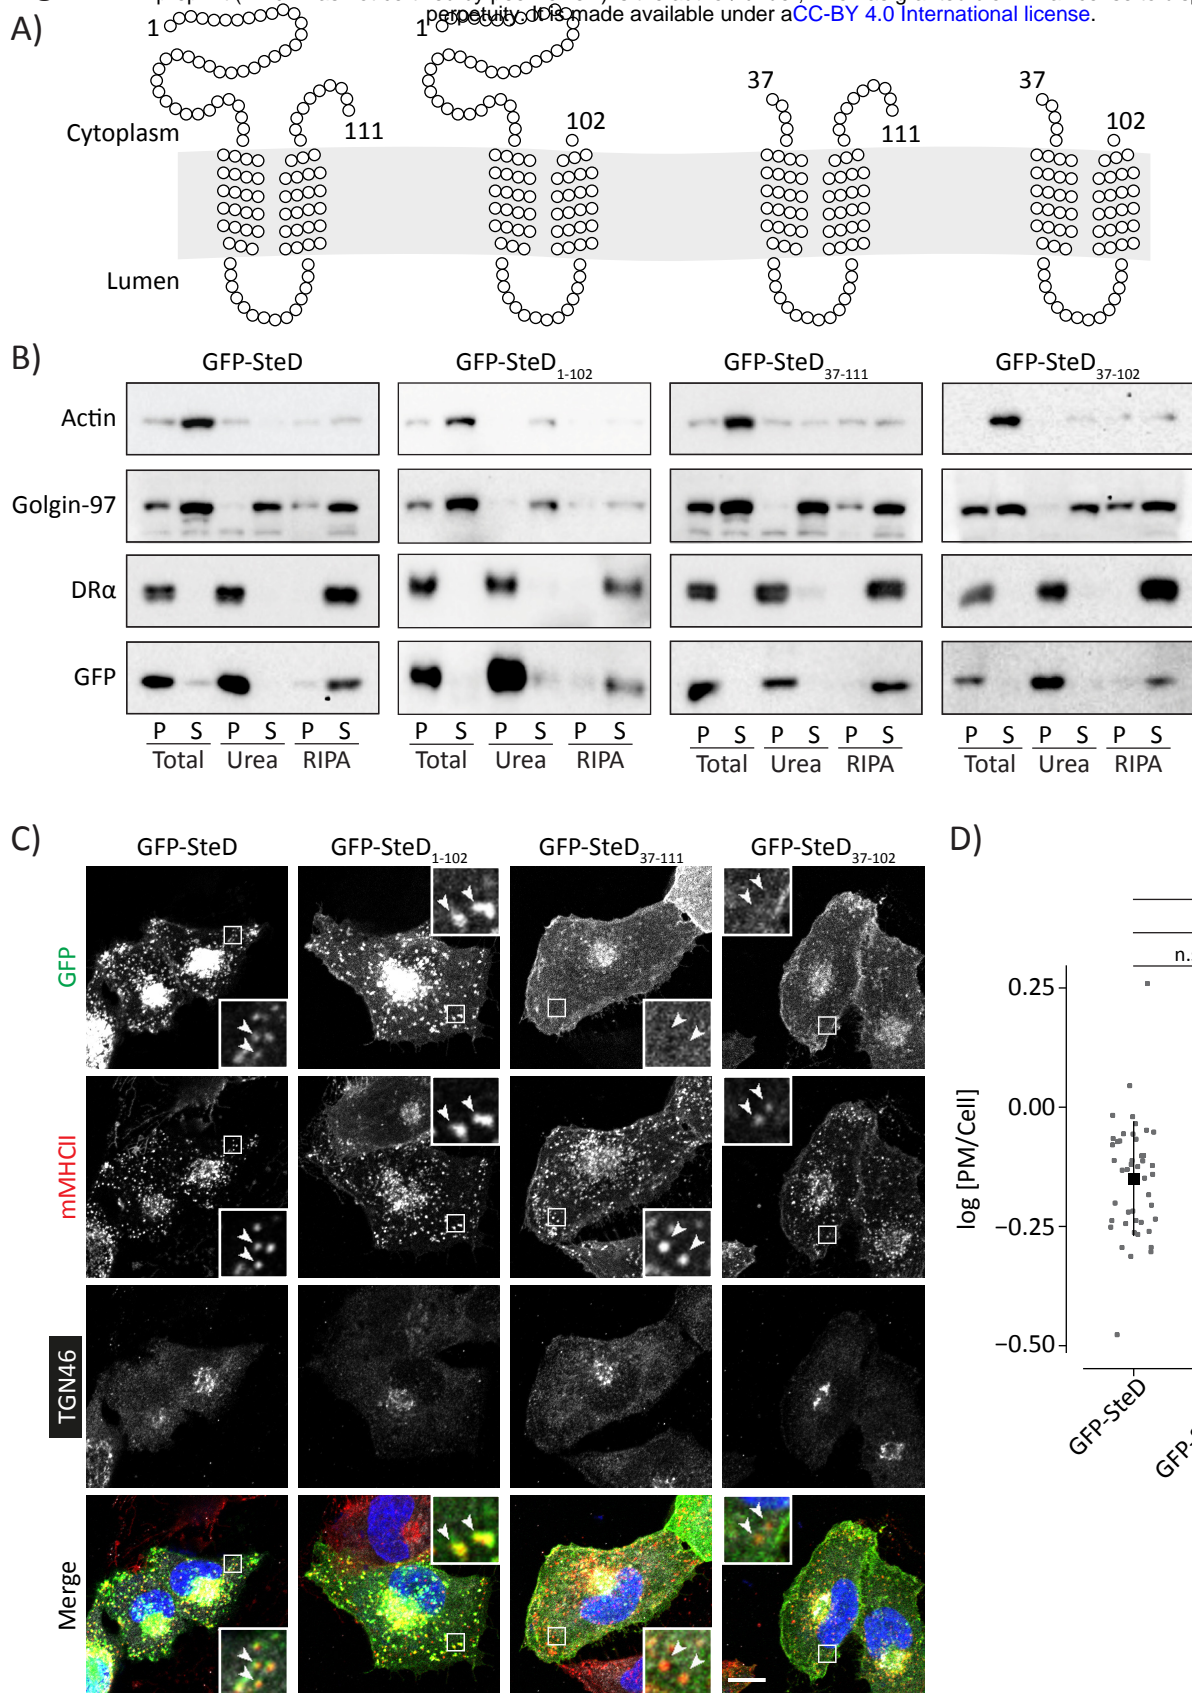 perpetuity. It is made available under a CC-BY 4.0 International license.
A)
1
1
37
37
111
102
111
102
Cytoplasm
Lumen
B)
GFP-SteD
GFP-SteD1-102
GFP-SteD37-111
GFP-SteD37-102
Actin
Golgin-97
DRα
GFP
P S P S P S
P S P S P S
P S P S P S
P S P S P S
Total Urea RIPA
Total Urea RIPA
Total Urea RIPA
Total Urea RIPA
C)
GFP-SteD
GFP-SteD1-102
GFP-SteD37-111
GFP-SteD37-102
GFP
mMHCII
TGN46
Merge
D)
n.
0.25
0.00
−0.25
−0.50
log [PM/Cell]
GFP-SteD